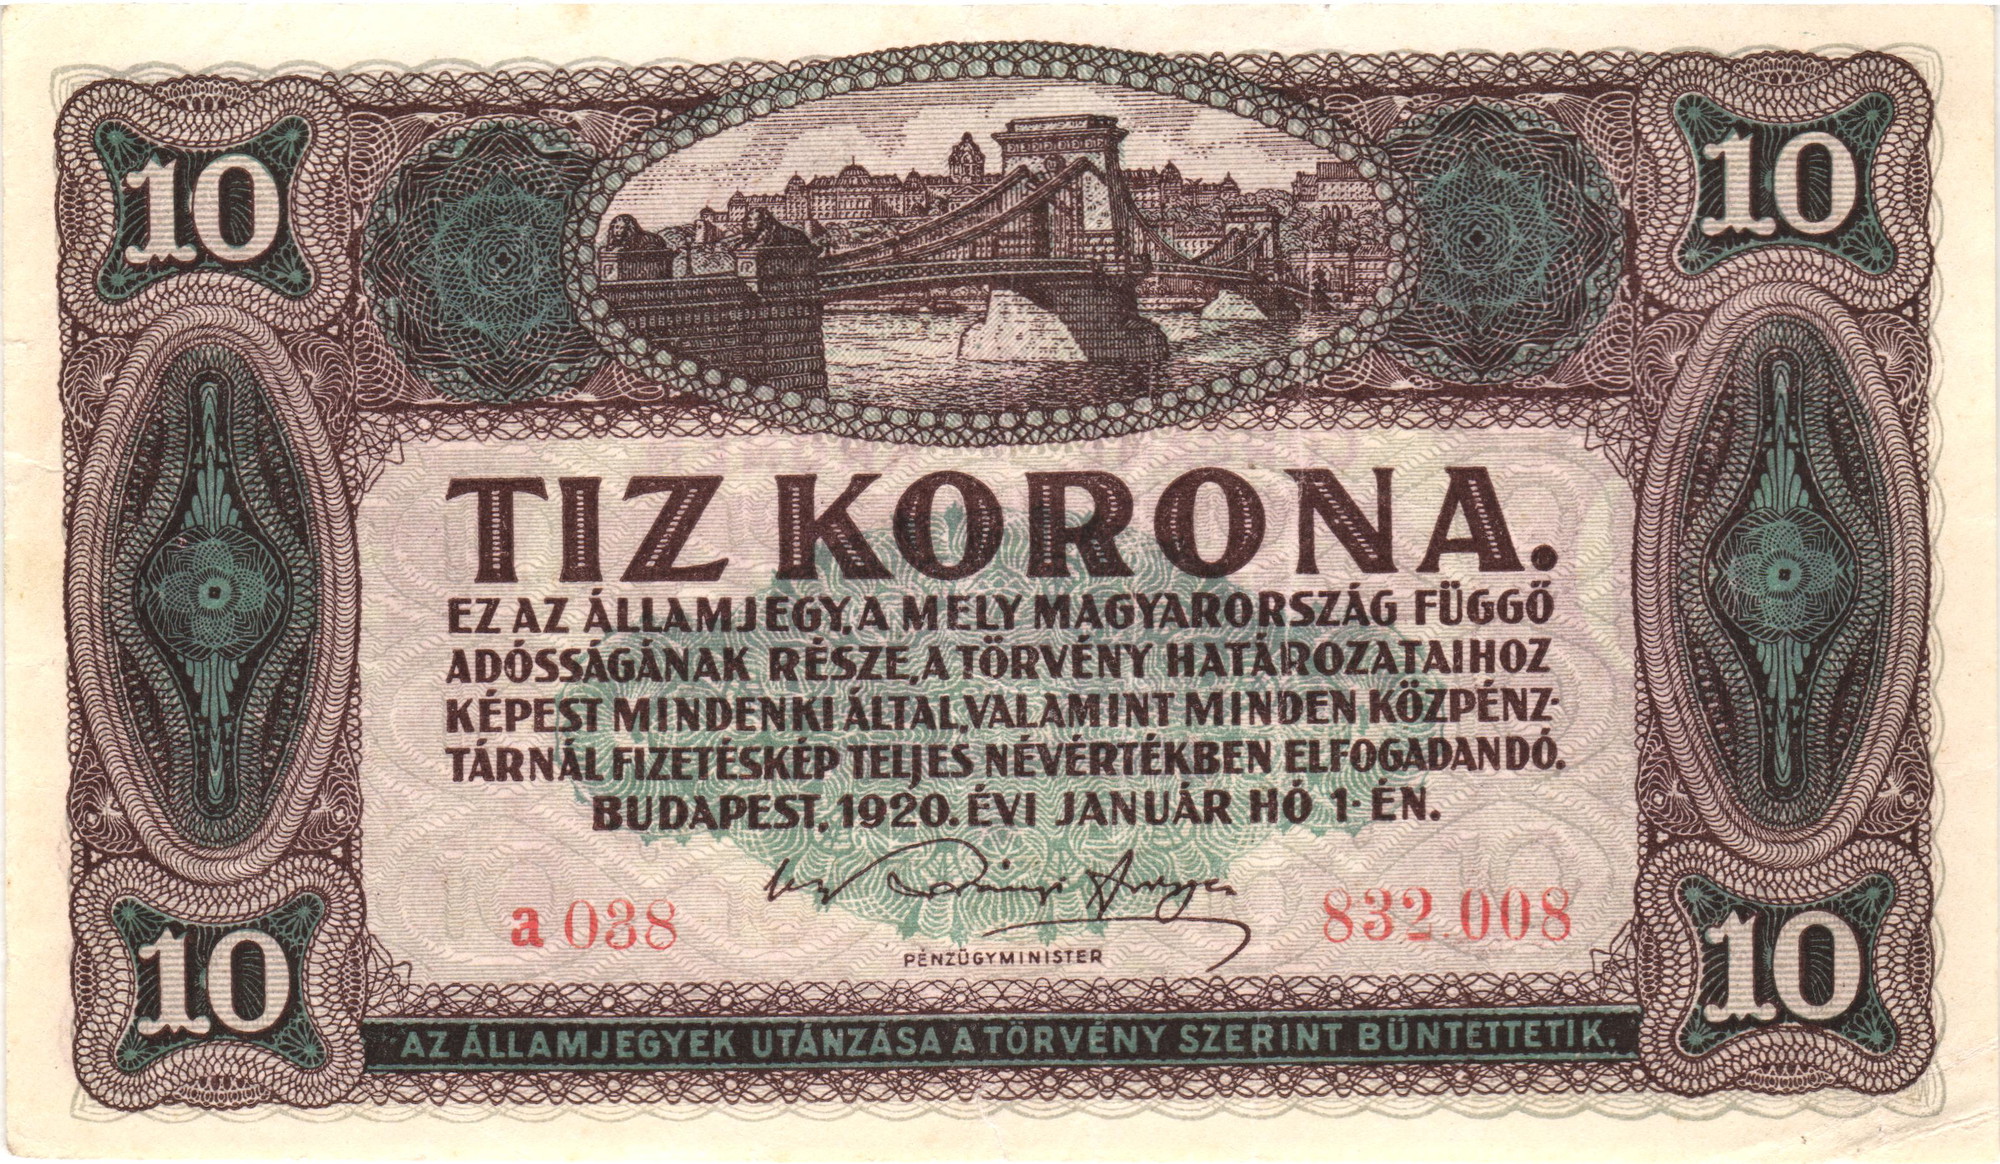 10
10
TIZ KORONA.
EZ AZ ÁLLAMJEGY, A MELY MAGYARORSZÁG FÜGGŐ
ADÓSSÁGÁNAK RÉSZE, A TÖRVÉNY HATÁROZATAIHOZ
KÉPEST MINDENKI ÁLTAL, VALAMINT MINDEN KÖZPÉNZ-
TÁRNÁL FIZETÉSKÉP TELJES NÉVÉRTÉKBEN ELFOGADANDÓ.
BUDAPEST, 1920. ÉVI JANUÁR HÓ 1-ÉN.
a 038
832.008
PÉNZÜGYMINISTER
10
10
AZ ÁLLAMJEGYEK UTÁNZÁSA A TÖRVÉNY SZERINT BÜNTETTETIK.